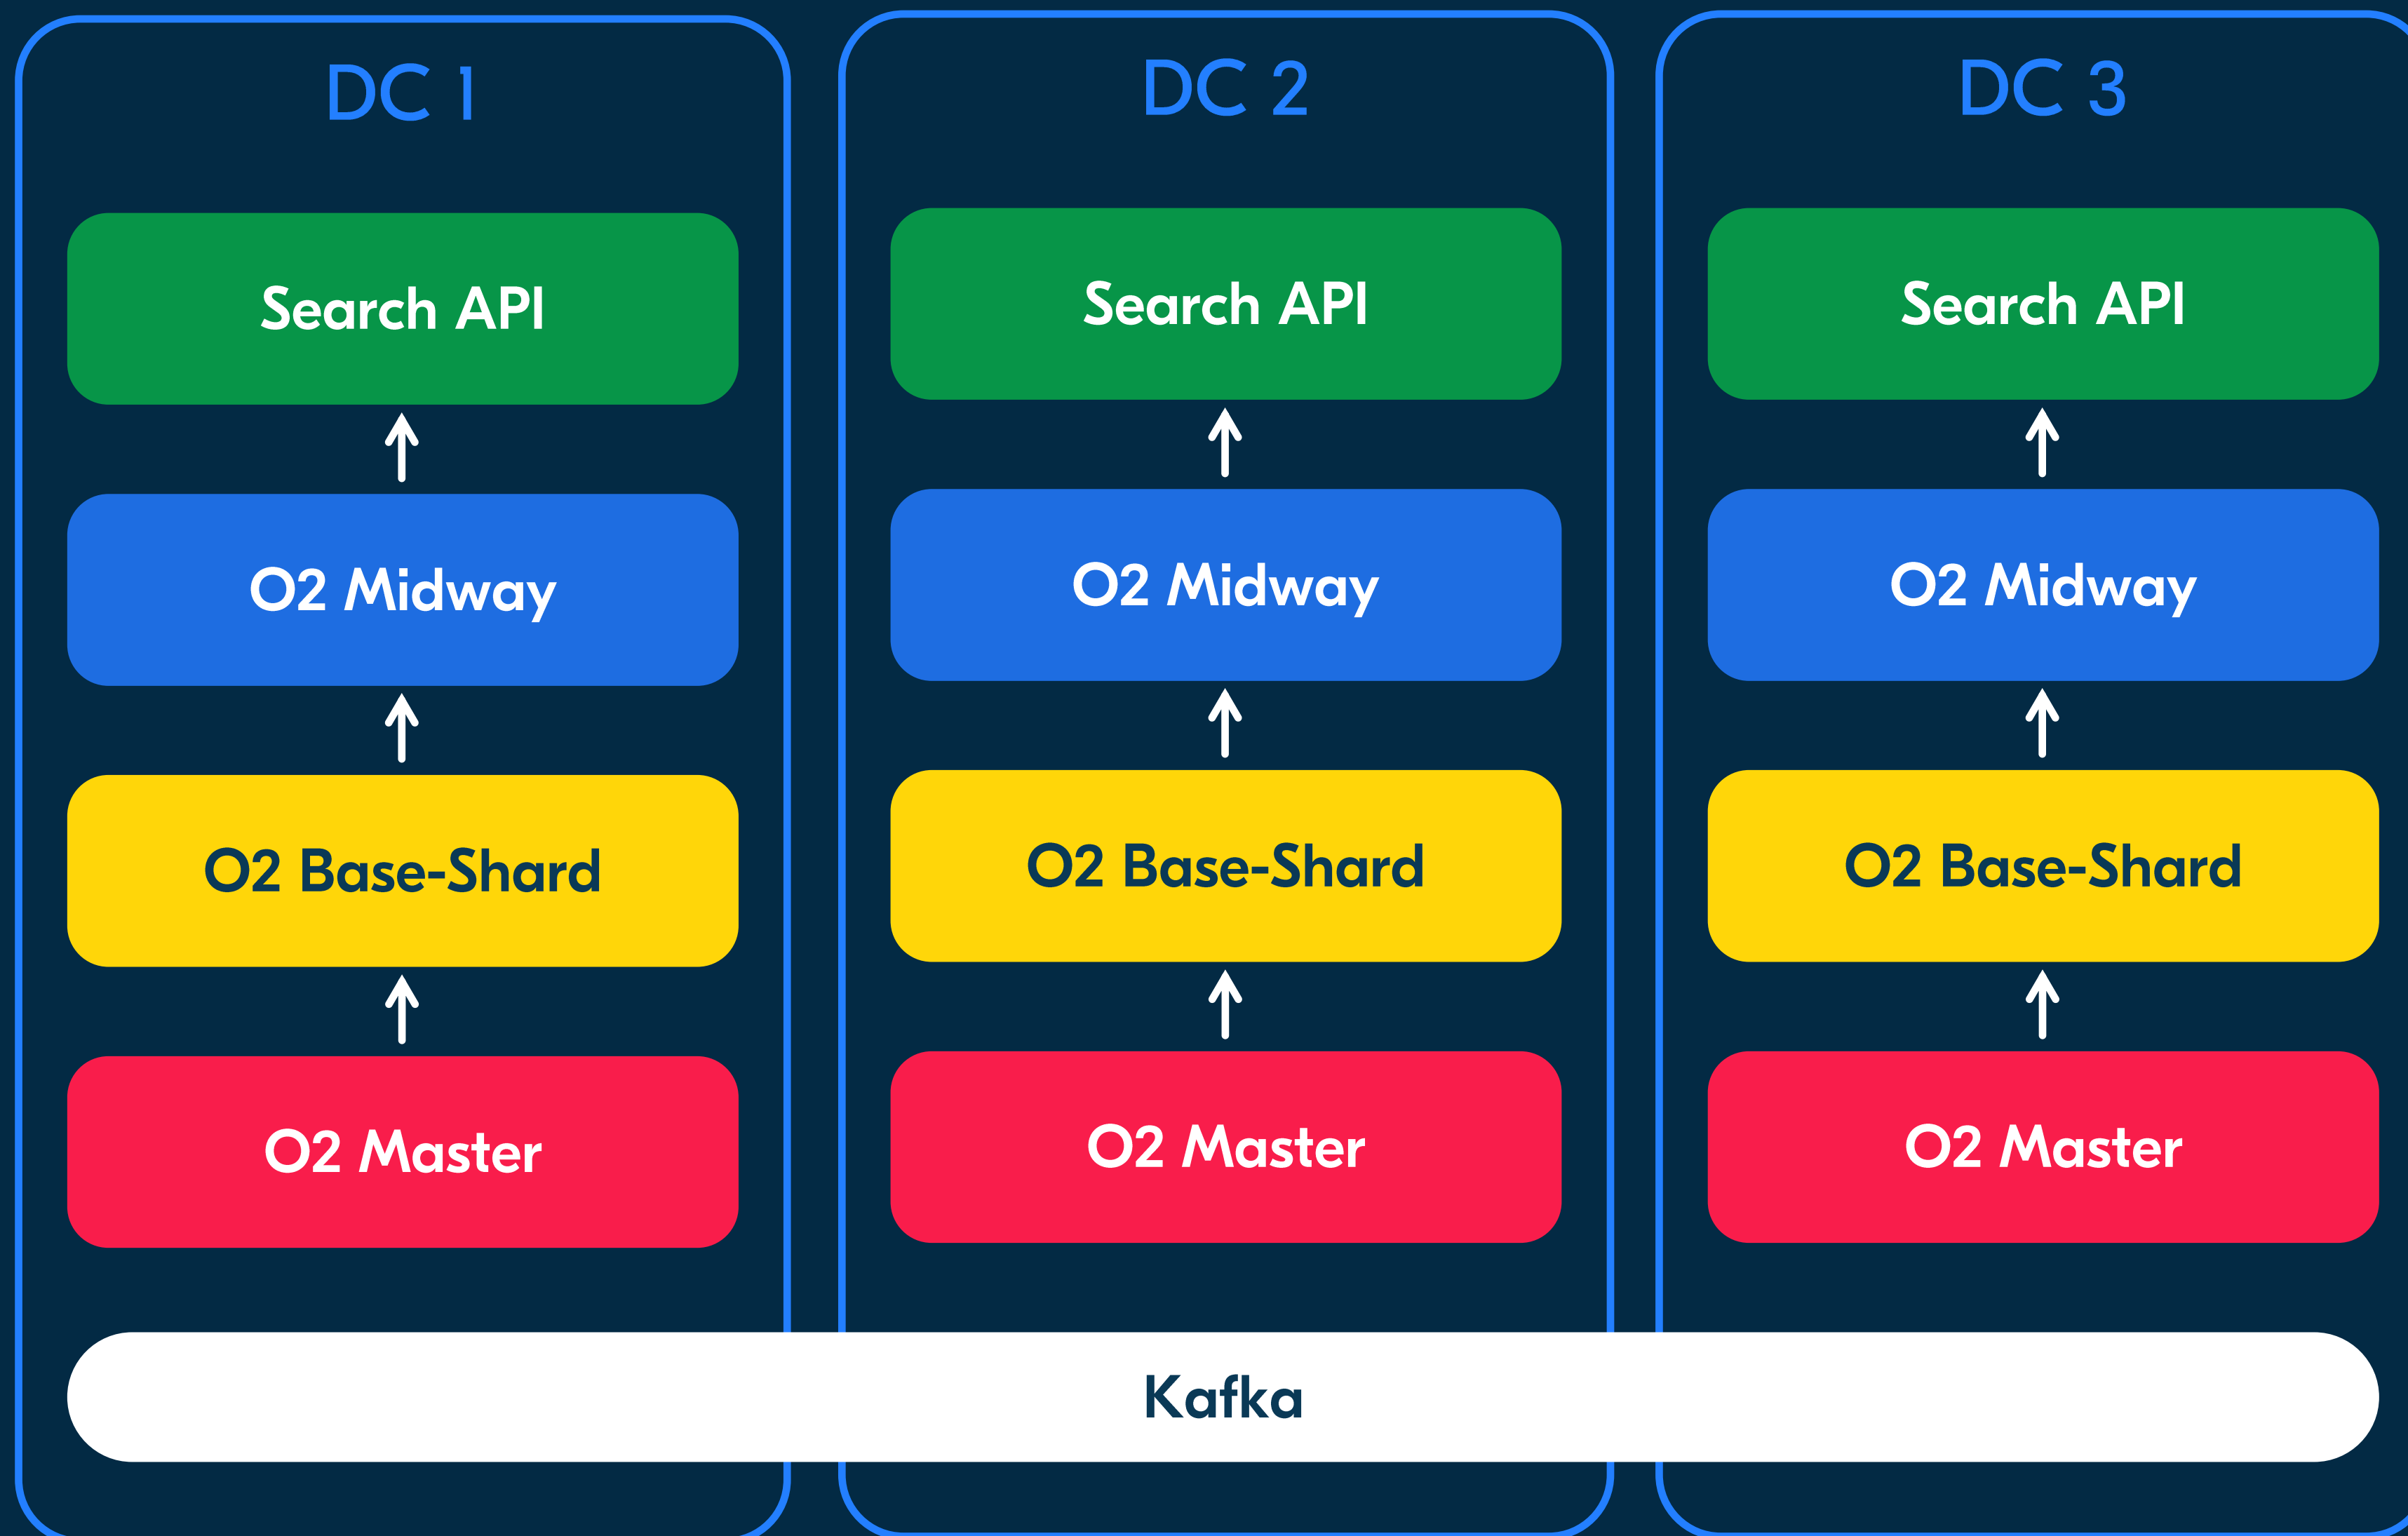 DC 1
Search API
O2 Midway
O2 Base-Shard
O2 Master
DC 2
Search API
O2 Midway
O2 Base-Shard
O2 Master
DC 3
Search API
O2 Midway
O2 Base-Shard
O2 Master
Kafka